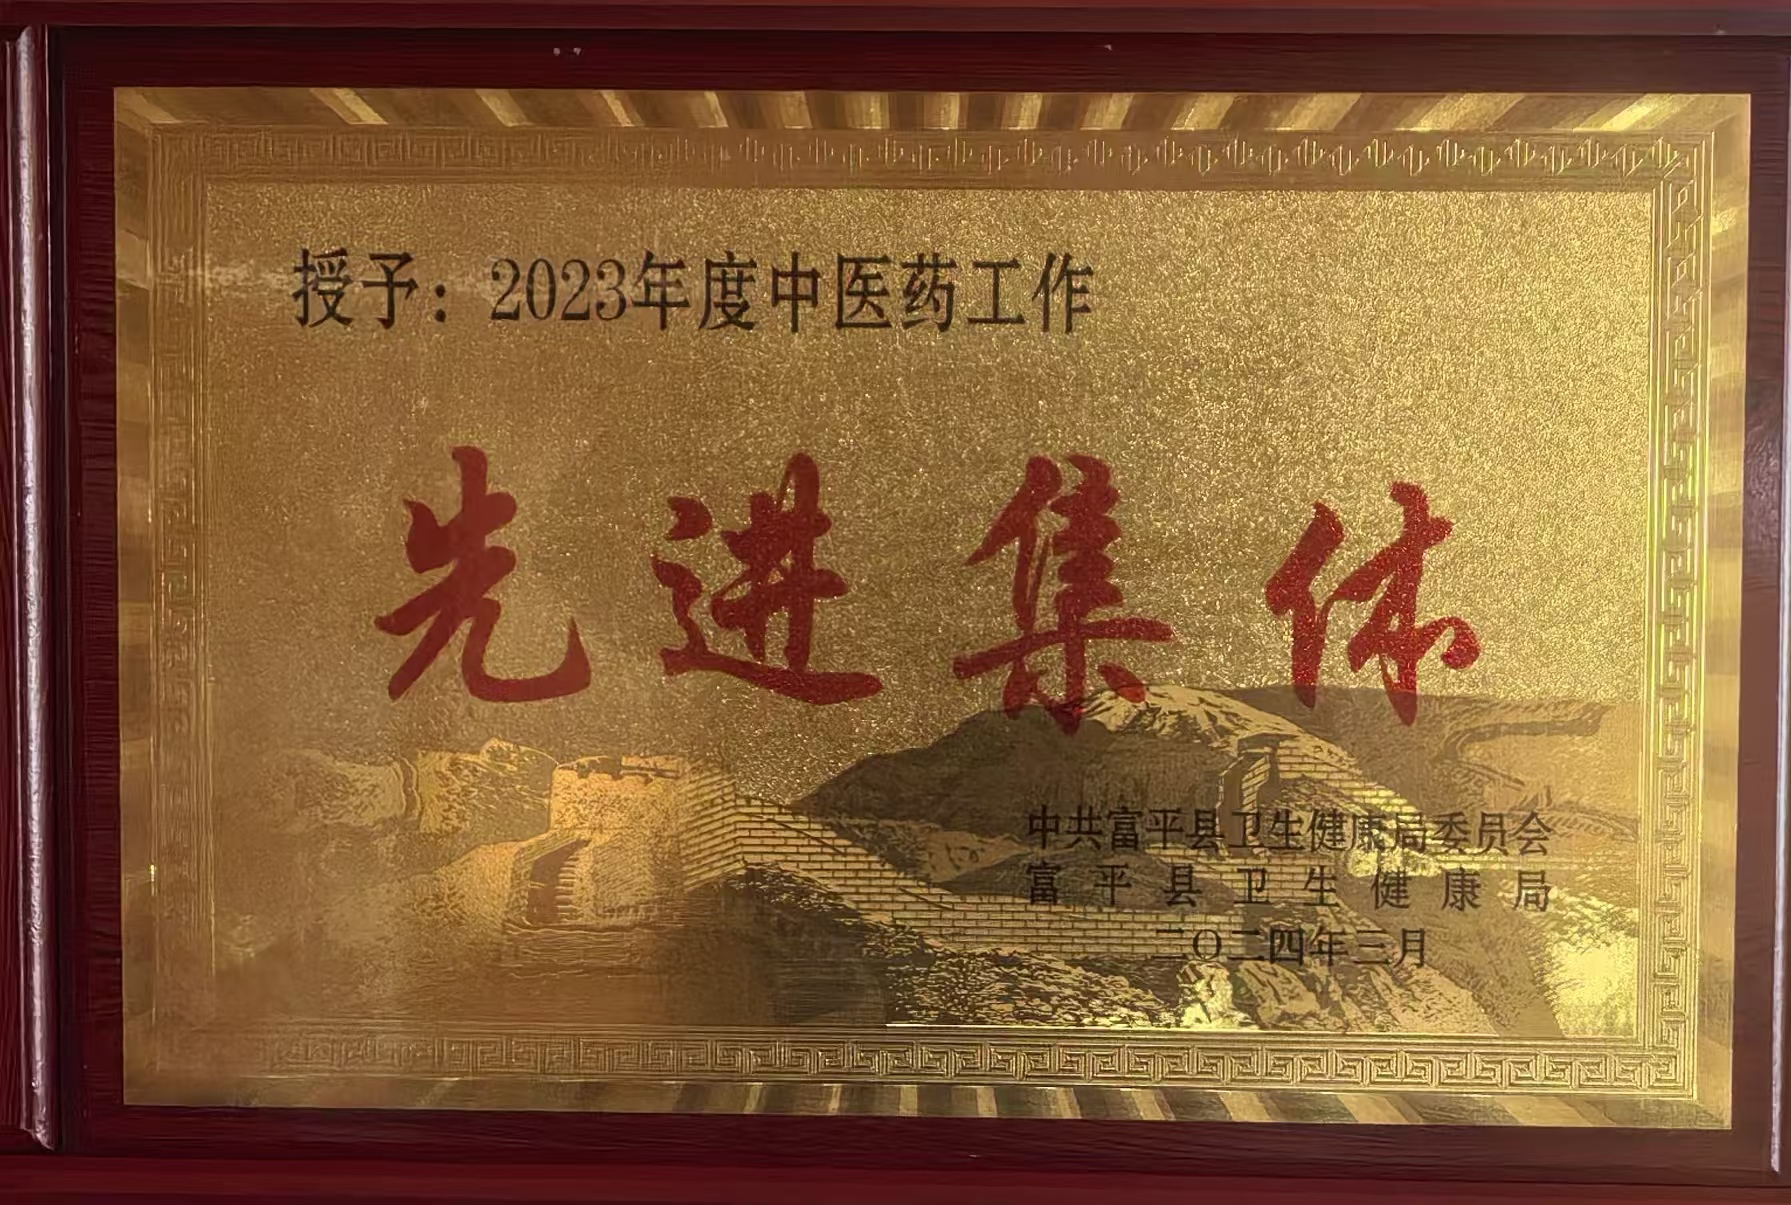 授予：2023年度中医药工作
先进集体
中共富平县卫生健康局委员会
富平县卫生健康局
二〇二四年三月